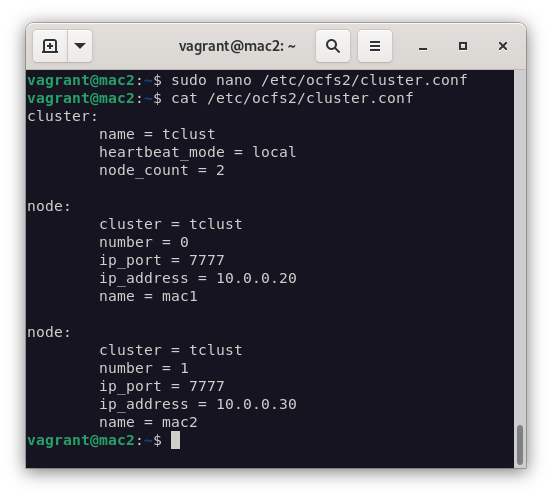 vagrant@mac2: ~
vagrant@mac2:~$ sudo nano /etc/ocfs2/cluster.conf
vagrant@mac2:~$ cat /etc/ocfs2/cluster.conf
cluster:
        name = tclust
        heartbeat_mode = local
        node_count = 2

node:
        cluster = tclust
        number = 0
        ip_port = 7777
        ip_address = 10.0.0.20
        name = mac1

node:
        cluster = tclust
        number = 1
        ip_port = 7777
        ip_address = 10.0.0.30
        name = mac2
vagrant@mac2:~$